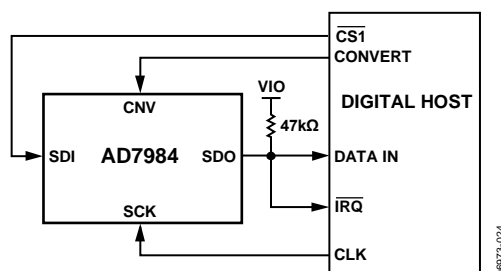 CS1
CONVERT
VIO
CNV
DIGITAL HOST
47kΩ
SDI
AD7984
SDO
DATA IN
SCK
IRQ
CLK